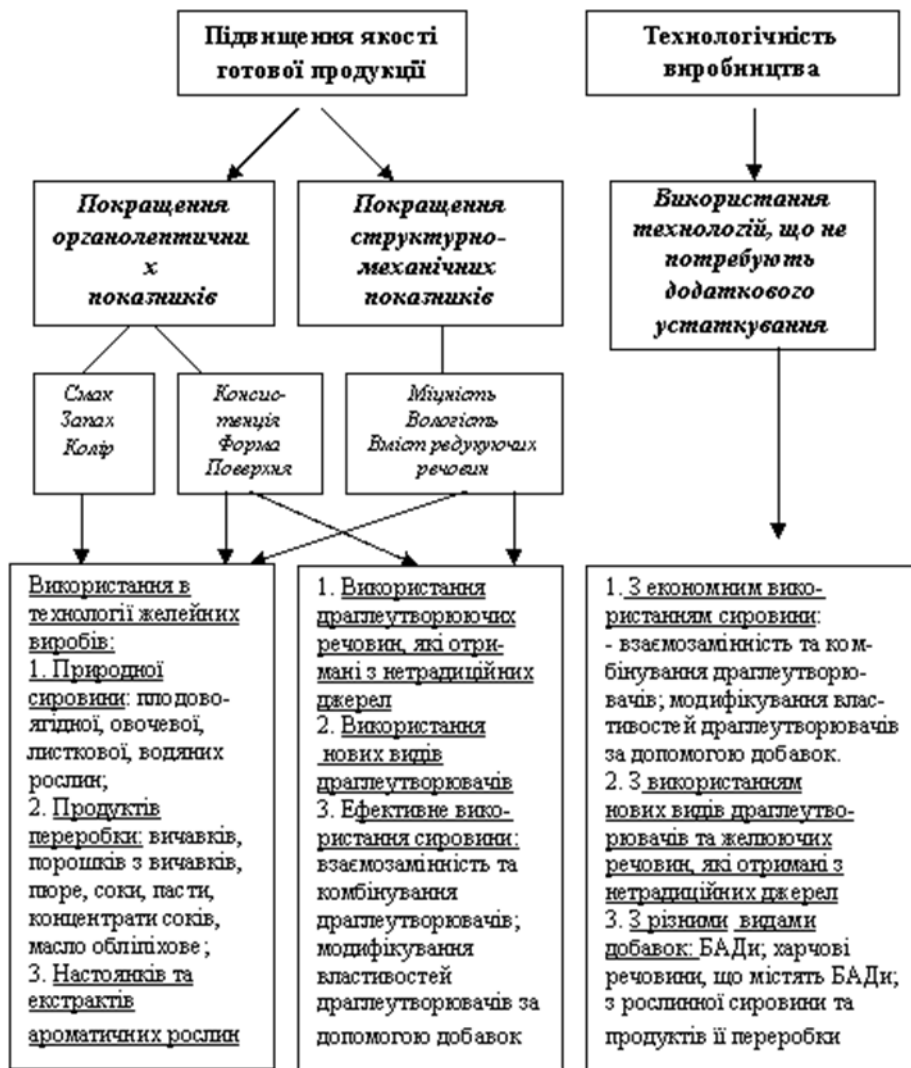 Підвищення якості
готової продукції
Технологічність
виробництва
Покращення
органолептични
х
показників
Покращення
структурно-
механічних
показників
Використання
технологій, що не
потребують
додаткового
устаткування
Смак
Запах
Колір
Консис-
тенція
Форма
Поверхня
Міцність
Вологість
Вміст редукуючих
речовин
Використання в
технології желейних
виробів:
1. Природної
сировини: плодово-
ягідної, овочевої,
листкової, водяних
рослин;
2. Продуктів
переробки: вичавків,
порошків з вичавків,
пюре, соки, пасти,
концентрати соків,
масло обліпіхове;
3. Настоянків та
екстрактів
ароматичних рослин
1. Використання
драглеутворюючих
речовин, які отри-
мані з нетрадиційних
джерел
2. Використання
нових видів
драглеутворювачів
3. Ефективне вико-
ристання сировини:
взаємозамінність та
комбінування
драглеутворювачів;
модифікування
властивостей
драглеутворювачів за
допомогою добавок
1. З економним вико-
ристанням сировини:
- взаємозамінність та ком-
бінування драглеутворю-
вачів; модифікування влас-
тивостей драглеутворювачів
за допомогою добавок.
2. З використанням
нових видів драглеутво-
рювачів та желюючих
речовин, які отримані з
нетрадиційних джерел
3. З різними видами
добавок: БАДи; харчові
речовини, що містять БАДи;
з рослинної сировини та
продуктів її переробки